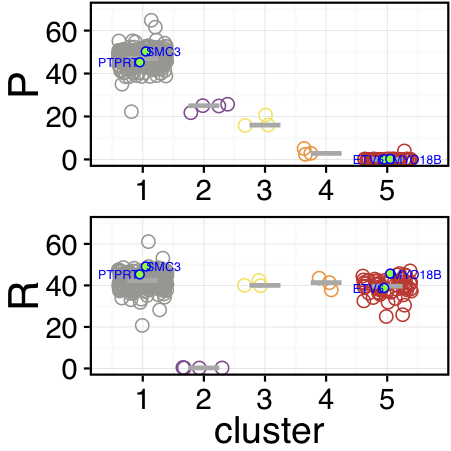 P
60
40
20
0
PTPRT SMC3
ETV6 MYO18B
1 2 3 4 5
R
60
40
20
0
PTPRT SMC3
ETV6 MYO18B
1 2 3 4 5
cluster